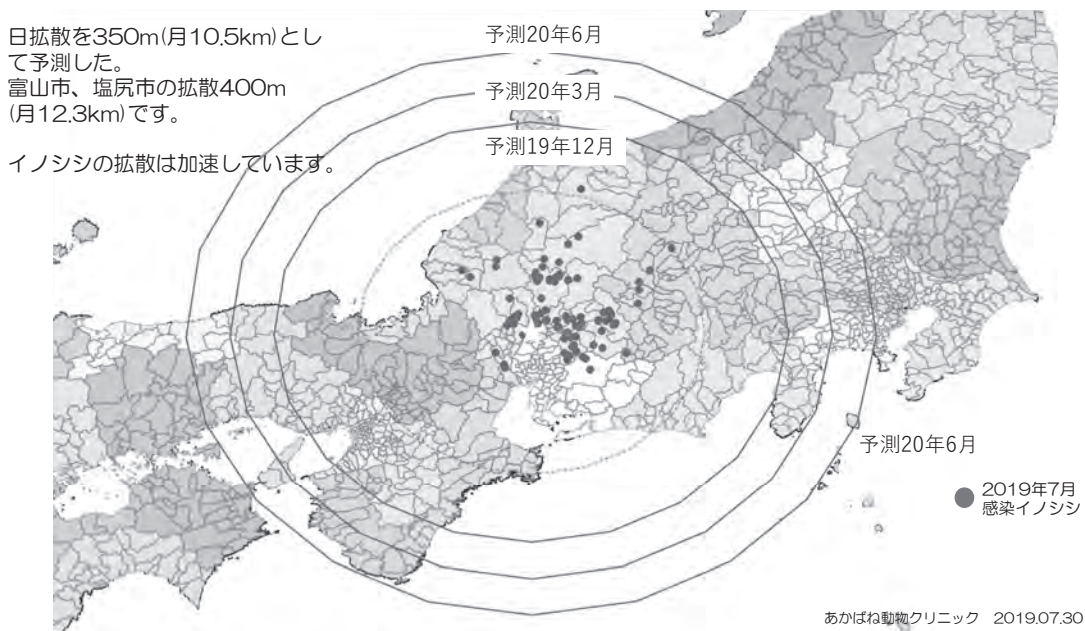 日拡散を350m(月10.5km)とし
て予測した。
富山市、塩尻市の拡散400m
(月12.3km)です。
イノシシの拡散は加速しています。
予測20年6月
予測20年3月
予測19年12月
予測20年6月
2019年7月
感染イノシシ
あかばね動物クリニック 2019.07.30